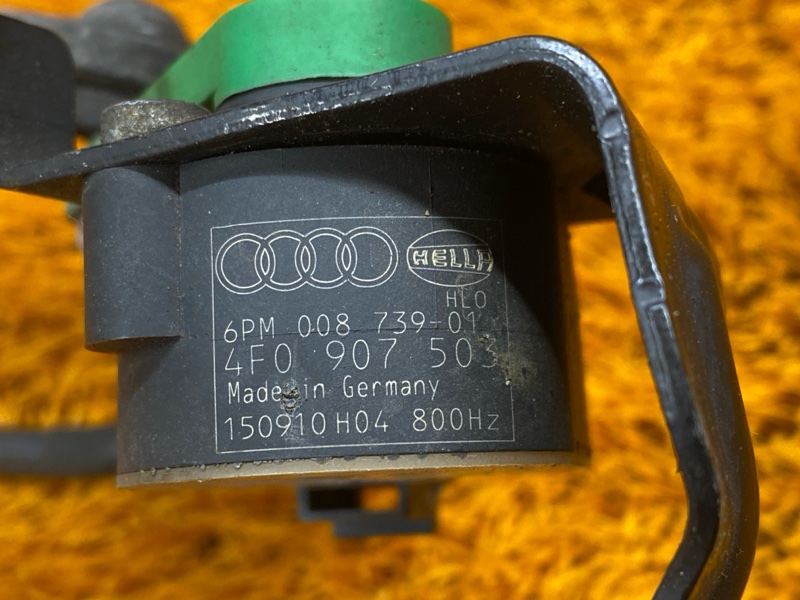 HELLA
HLO
6PM 008 739-01
4F0 907 503
Made in Germany
150910 H04 800Hz